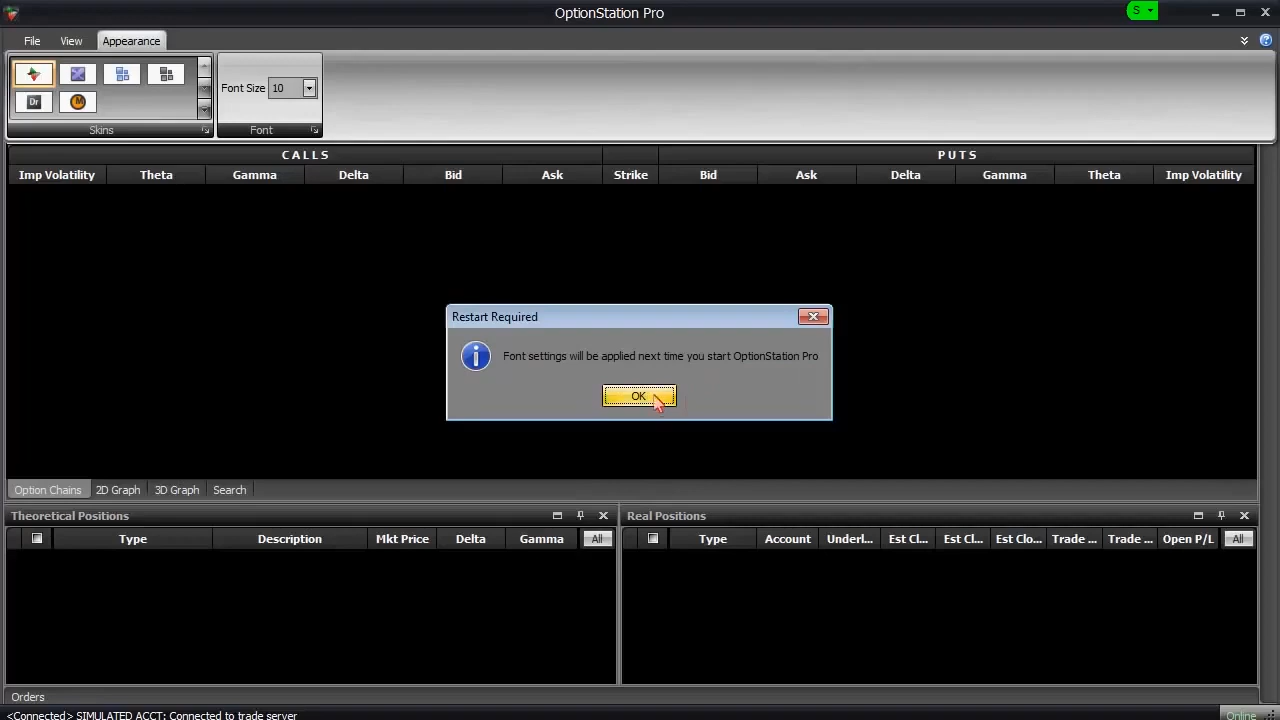 OptionStation Pro
S
File View Appearance
Dr M
Font Size 10
Skins Font
CALLS PUTS
Imp Volatility Theta Gamma Delta Bid Ask Strike Bid Ask Delta Gamma Theta Imp Volatility
Restart Required
Font settings will be applied next time you start OptionStation Pro
OK
Option Chains 2D Graph 3D Graph Search
Theoretical Positions Real Positions
Type Description Mkt Price Delta Gamma All Type Account Underl... Est Cl... Est Cl... Est Clo... Trade ... Trade ... Open P/L All
Orders
<Connected> SIMULATED ACCT: Connected to trade server Online